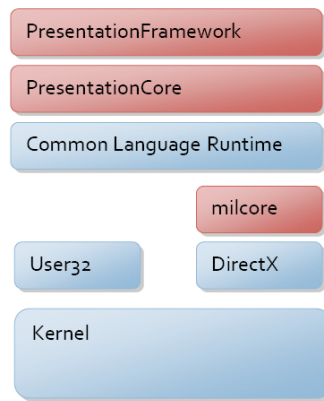 PresentationFramework
PresentationCore
Common Language Runtime
milcore
User32
DirectX
Kernel